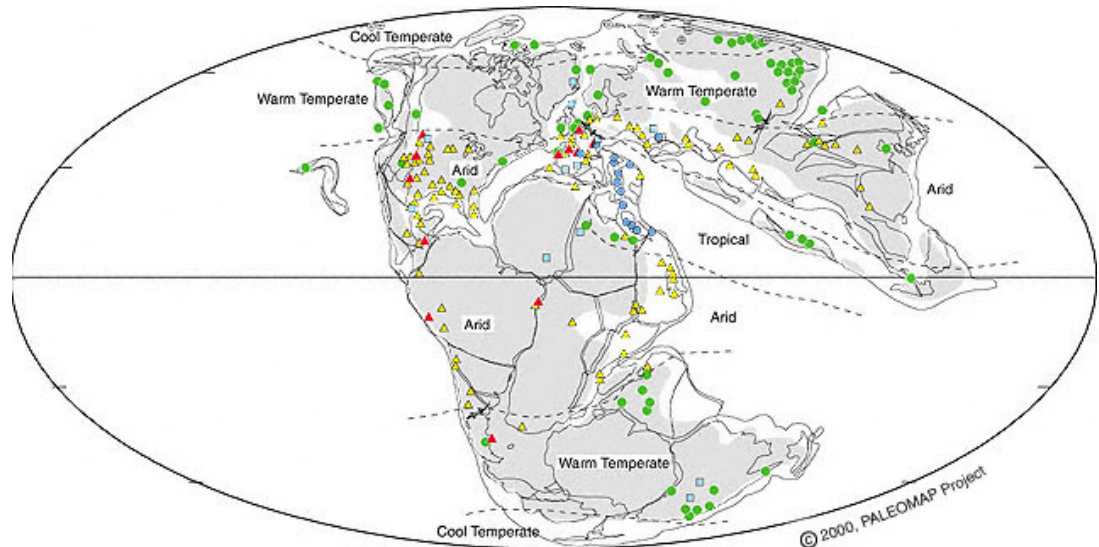 Cool Temperate
Warm Temperate
Warm Temperate
Arid
Arid
Tropical
Arid
Arid
Warm Temperate
Cool Temperate
© 2000, PALEOMAP Project